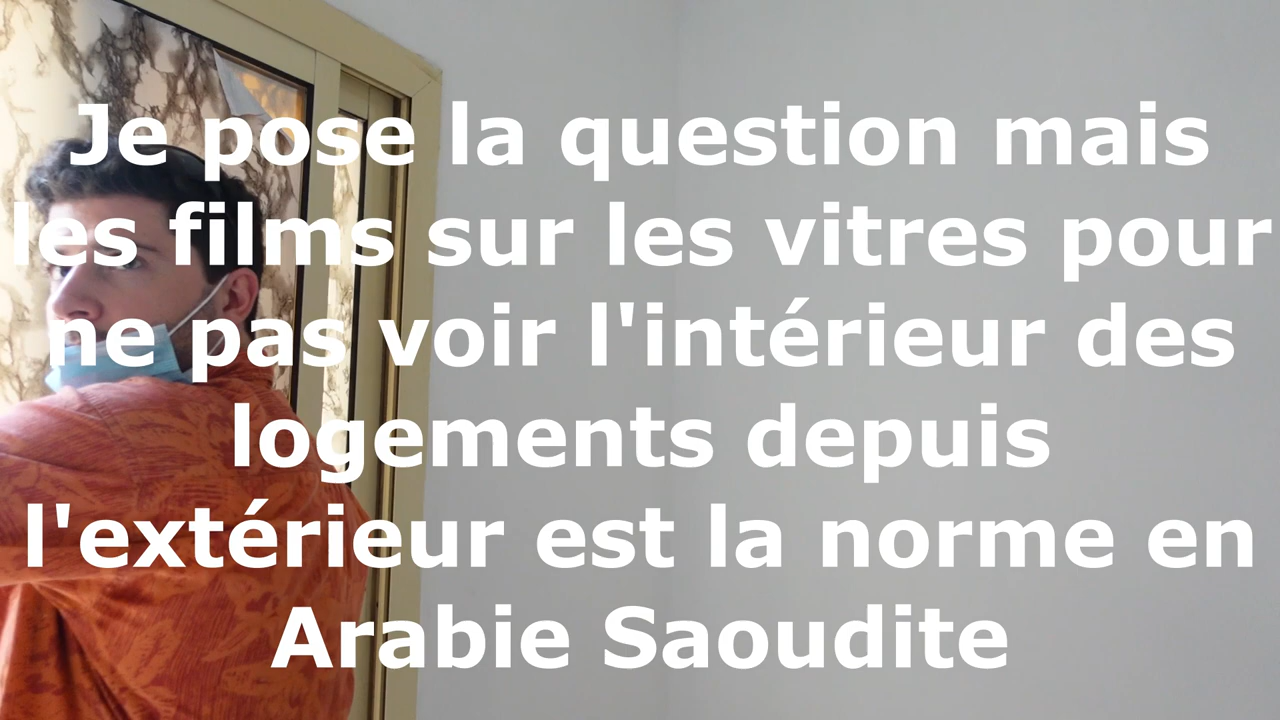 Je pose la question mais
les films sur les vitres pour
ne pas voir l'intérieur des
logements depuis
l'extérieur est la norme en
Arabie Saoudite